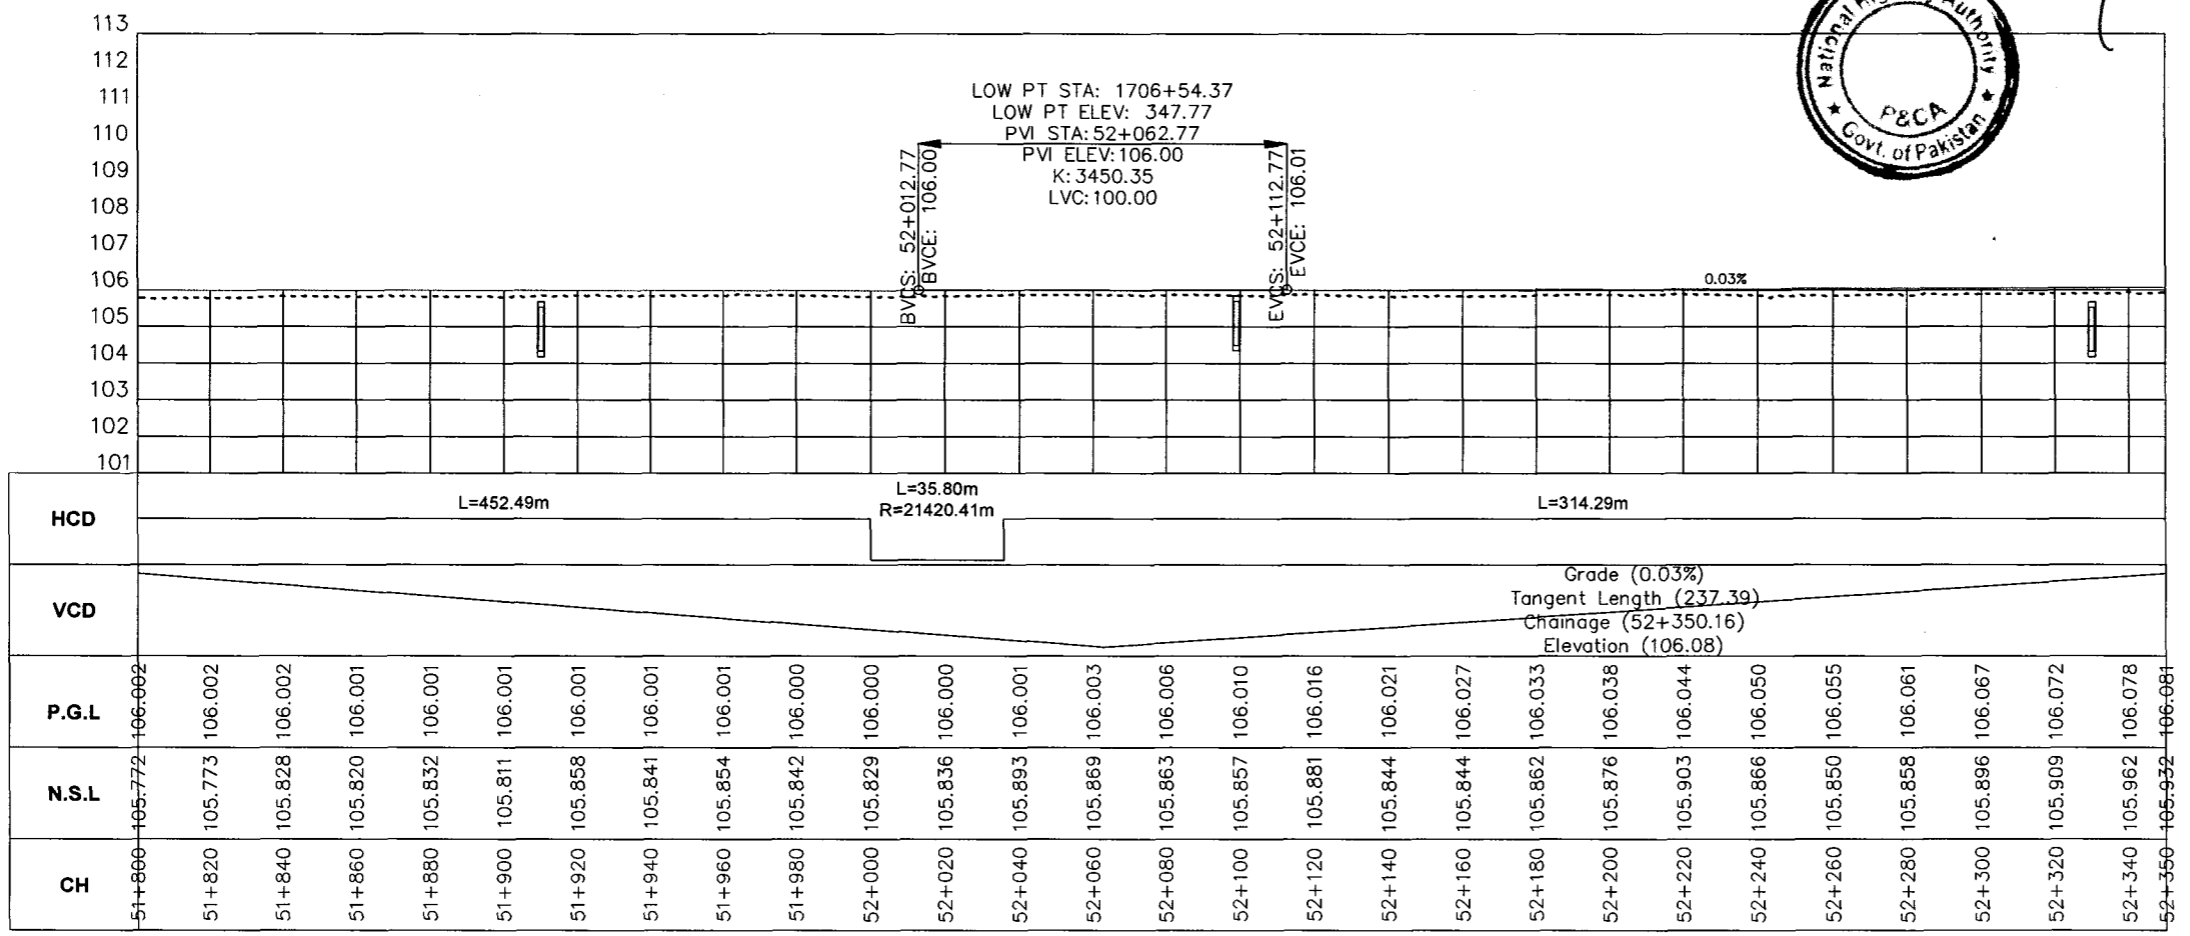 113
112
111
110
109
108
107
106
105
104
103
102
101
National Authority
P&CA
Govt. of Pakistan
LOW PT STA: 1706+54.37
LOW PT ELEV: 347.77
PVI STA:52+062.77
PVI ELEV:106.00
K:3450.35
LVC:100.00
BVCS: 52+012.77
BVCE: 106.00
EVCS: 52+112.77
EVCE: 106.01
0.03%
HCD
L=452.49m
L=35.80m
R=21420.41m
L=314.29m
VCD
Grade (0.03%)
Tangent Length (237.39)
Chainage (52+350.16)
Elevation (106.08)
P.G.L 106.002 106.002 106.002 106.001 106.001 106.001 106.001 106.001 106.001 106.000 106.000 106.000 106.001 106.003 106.006 106.010 106.016 106.021 106.027 106.033 106.038 106.044 106.050 106.055 106.061 106.067 106.072 106.078 106.081
N.S.L 105.772 105.773 105.828 105.820 105.832 105.811 105.858 105.841 105.854 105.842 105.829 105.836 105.893 105.869 105.863 105.857 105.881 105.844 105.844 105.862 105.876 105.903 105.866 105.850 105.858 105.896 105.909 105.962 105.932
CH 51+800 51+820 51+840 51+860 51+880 51+900 51+920 51+940 51+960 51+980 52+000 52+020 52+040 52+060 52+080 52+100 52+120 52+140 52+160 52+180 52+200 52+220 52+240 52+260 52+280 52+300 52+320 52+340 52+350